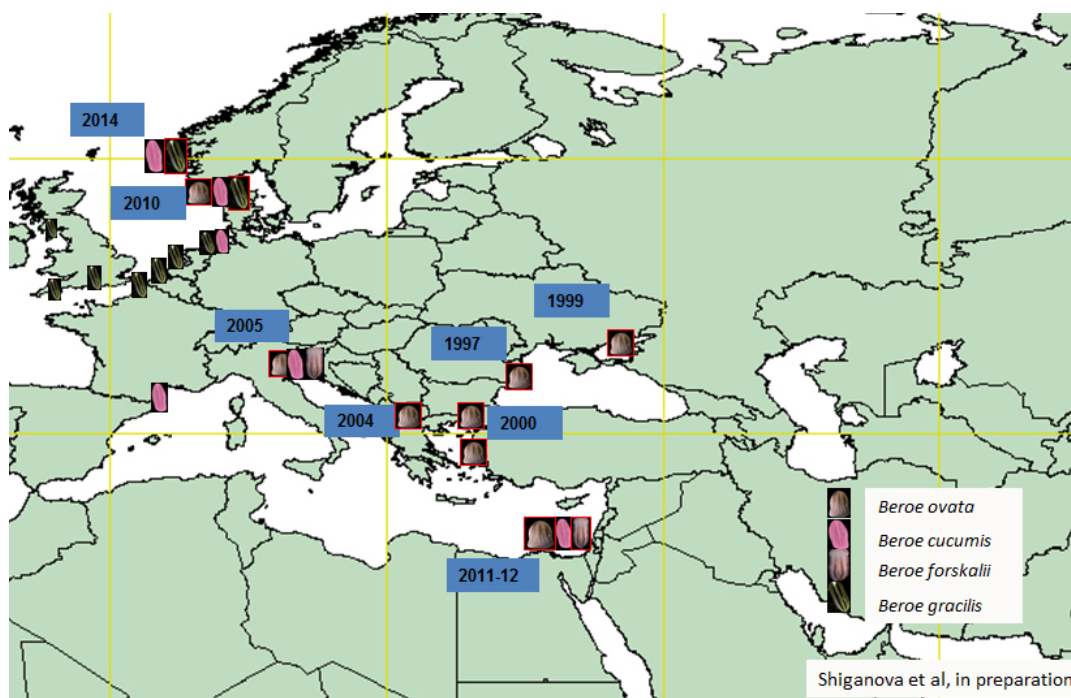 2014
2010
1999
2005
1997
2004
2000
2011-12
Beroe ovata
Beroe cucumis
Beroe forskalii
Beroe gracilis
Shiganova et al, in preparation